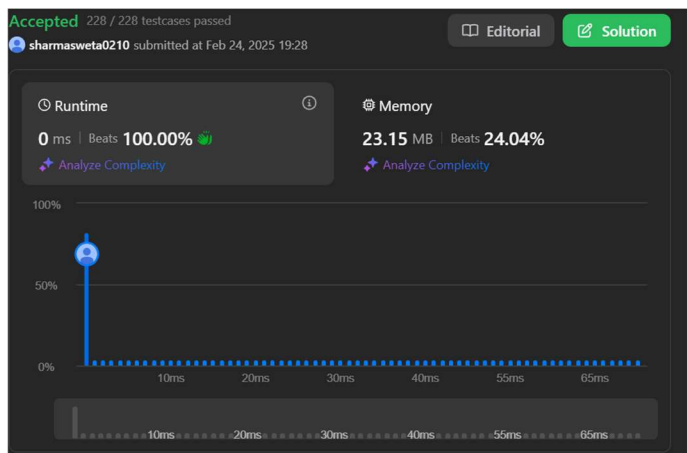 Accepted 228 / 228 testcases passed
sharmasweta0210 submitted at Feb 24, 2025 19:28
Editorial
Solution
Runtime
0 ms | Beats 100.00%
Analyze Complexity
Memory
23.15 MB | Beats 24.04%
Analyze Complexity
100%
50%
0%
10ms 20ms 30ms 40ms 55ms 65ms
10ms 20ms 30ms 40ms 55ms 65ms